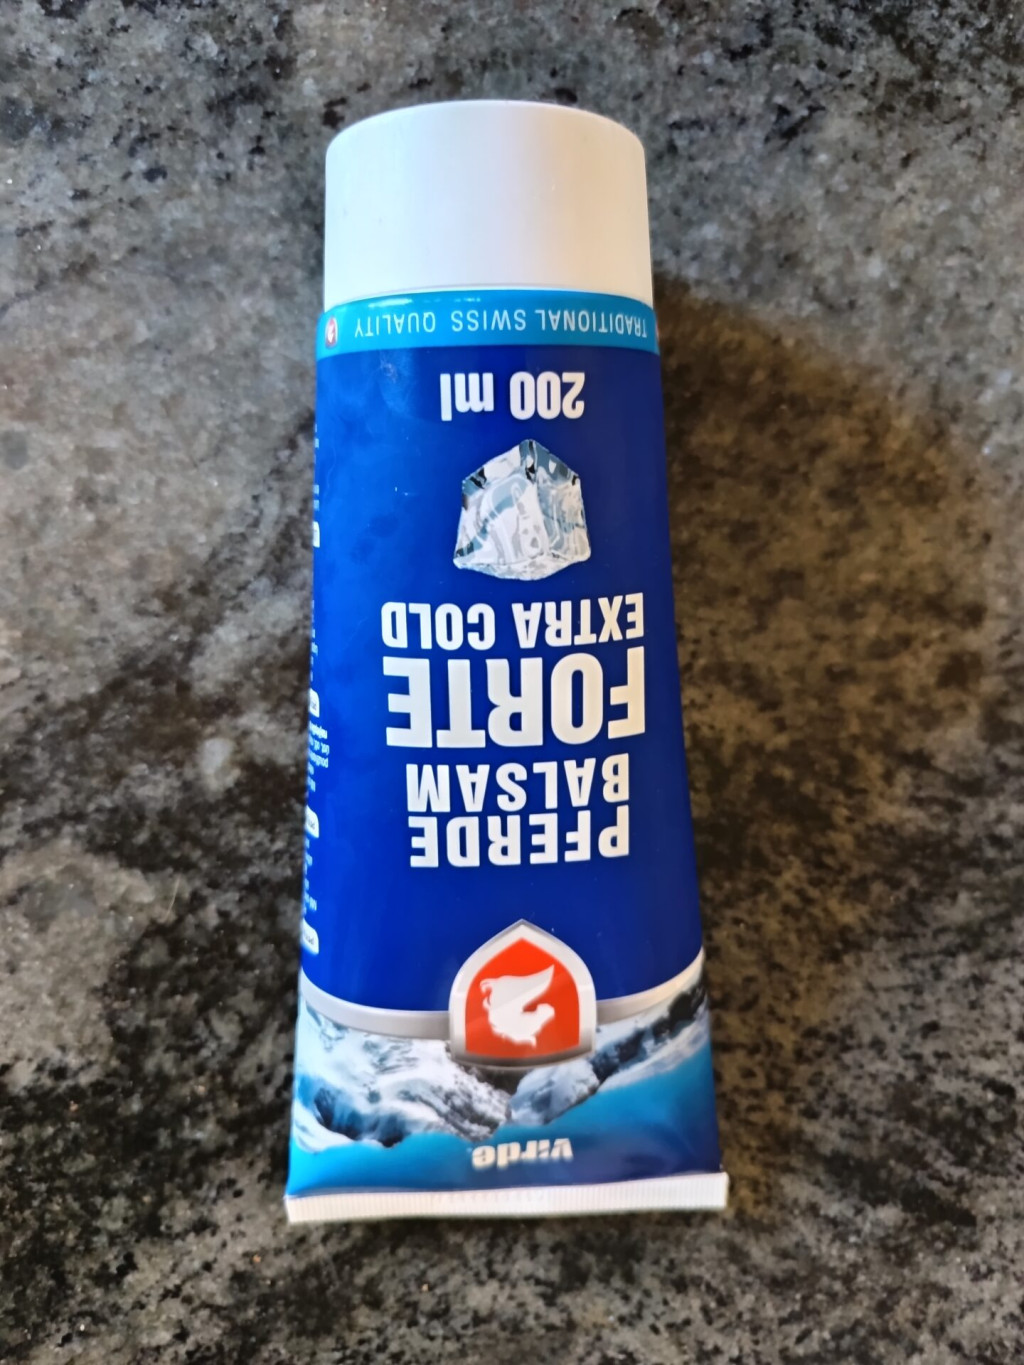 virde
PFERDE
BALSAM
FORTE
EXTRA COLD
200 ml
TRADITIONAL SWISS QUALITY